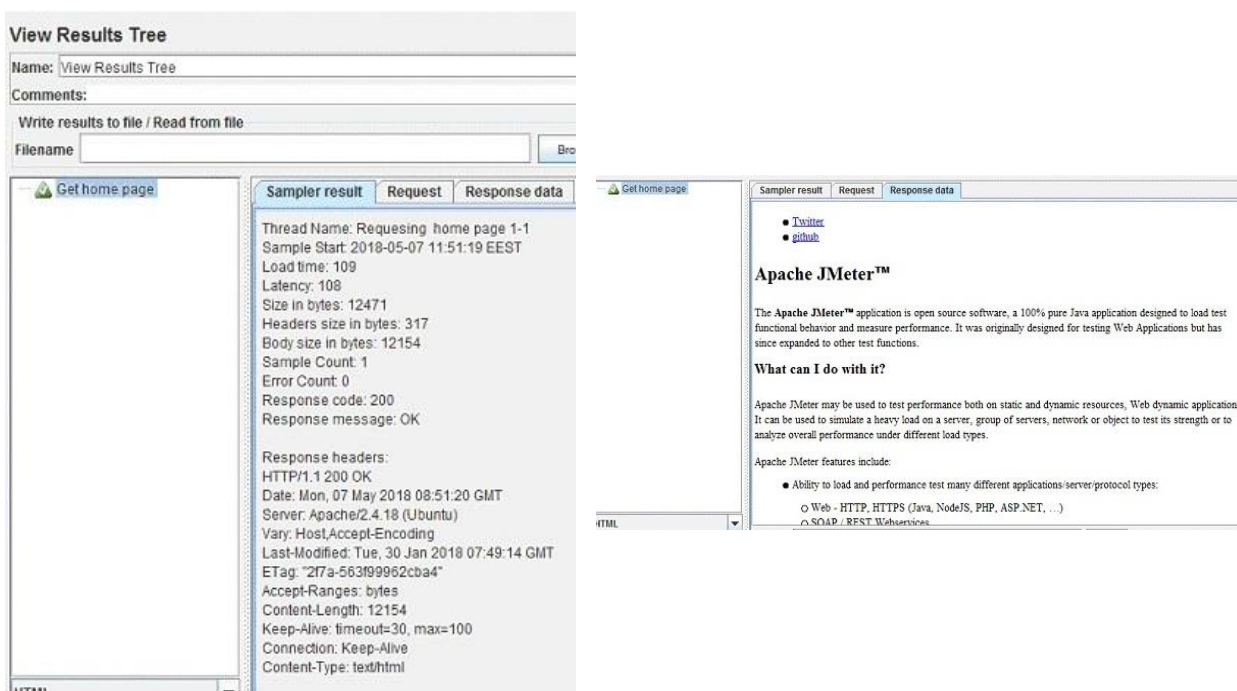 View Results Tree
Name: View Results Tree
Comments:
Write results to file / Read from file
Filename
Bro
Get home page
Sampler result Request Response data
Thread Name: Requesing home page 1-1
Sample Start: 2018-05-07 11:51:19 EEST
Load time: 109
Latency: 108
Size in bytes: 12471
Headers size in bytes: 317
Body size in bytes: 12154
Sample Count: 1
Error Count: 0
Response code: 200
Response message: OK
Response headers:
HTTP/1.1 200 OK
Date: Mon, 07 May 2018 08:51:20 GMT
Server: Apache/2.4.18 (Ubuntu)
Vary: Host,Accept-Encoding
Last-Modified: Tue, 30 Jan 2018 07:49:14 GMT
ETag: "2f7a-563f99962cba4"
Accept-Ranges: bytes
Content-Length: 12154
Keep-Alive: timeout=30, max=100
Connection: Keep-Alive
Content-Type: text/html
HTML
Get home page
Sampler result Request Response data
Twitter
github
Apache JMeter™
The Apache JMeter™ application is open source software, a 100% pure Java application designed to load test
functional behavior and measure performance. It was originally designed for testing Web Applications but has
since expanded to other test functions.
What can I do with it?
Apache JMeter may be used to test performance both on static and dynamic resources, Web dynamic application
It can be used to simulate a heavy load on a server, group of servers, network or object to test its strength or to
analyze overall performance under different load types.
Apache JMeter features include:
Ability to load and performance test many different applications/server/protocol types:
Web - HTTP, HTTPS (Java, NodeJS, PHP, ASP.NET, …)
SOAP / REST Webservices
HTML